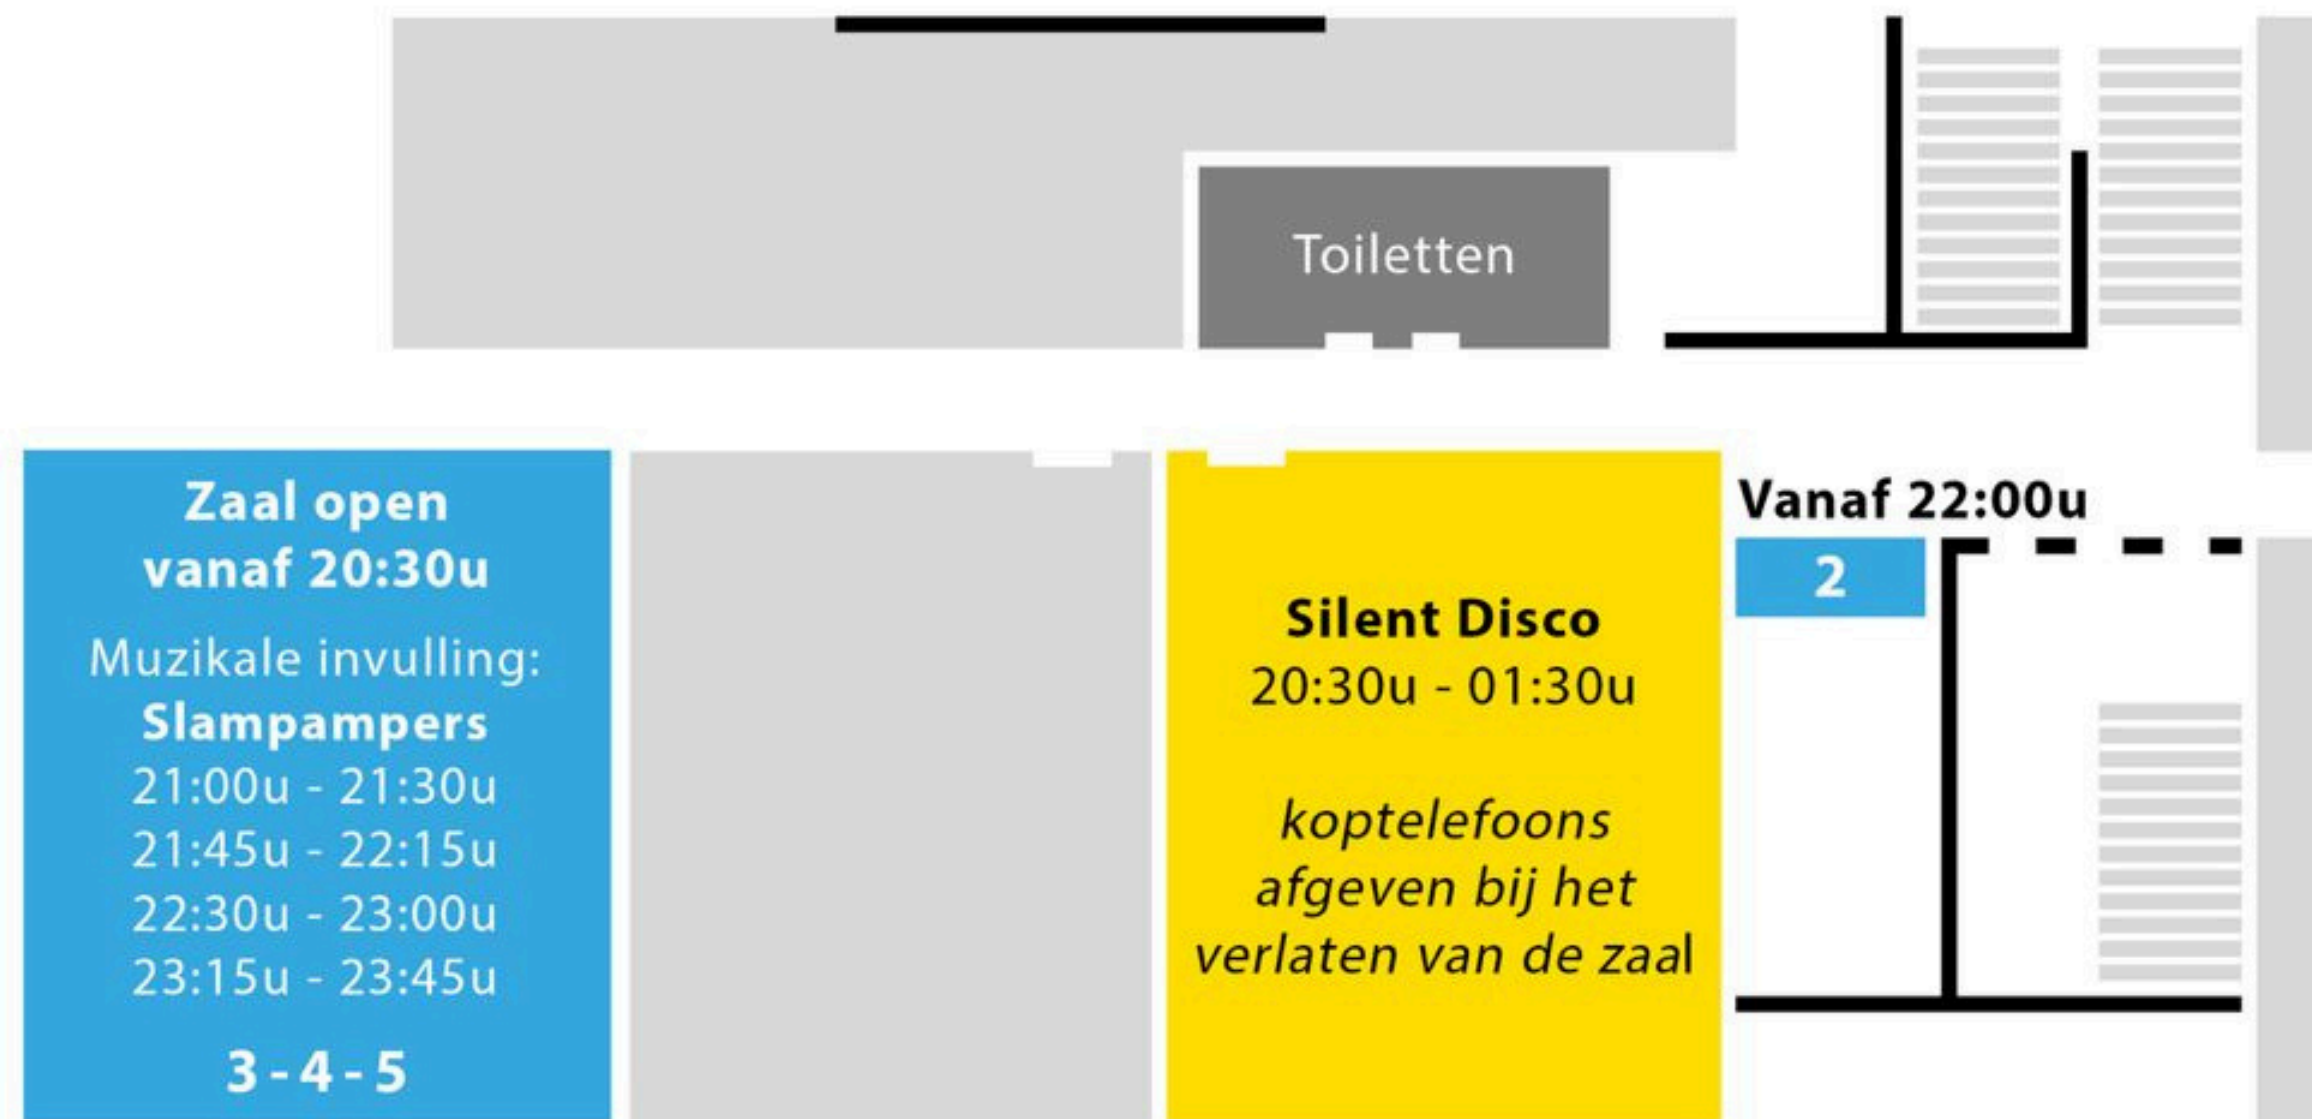 Toiletten
Zaal open
vanaf 20:30u
Muzikale invulling:
Slampampers
21:00u - 21:30u
21:45u - 22:15u
22:30u - 23:00u
23:15u - 23:45u
3 - 4 - 5
Silent Disco
20:30u - 01:30u
koptelefoons
afgeven bij het
verlaten van de zaal
Vanaf 22:00u
2